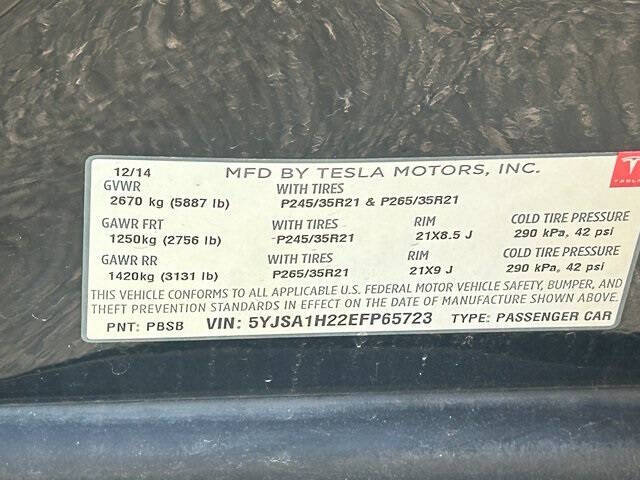 12/14 MFD BY TESLA MOTORS, INC.
GVWR WITH TIRES
2670 kg (5887 lb) P245/35R21 & P265/35R21
GAWR FRT WITH TIRES RIM COLD TIRE PRESSURE
1250kg (2756 lb) P245/35R21 21X8.5 J 290 kPa, 42 psi
GAWR RR WITH TIRES RIM COLD TIRE PRESSURE
1420kg (3131 lb) P265/35R21 21X9 J 290 kPa, 42 psi
THIS VEHICLE CONFORMS TO ALL APPLICABLE U.S. FEDERAL MOTOR VEHICLE SAFETY, BUMPER, AND
THEFT PREVENTION STANDARDS IN EFFECT ON THE DATE OF MANUFACTURE SHOWN ABOVE.
PNT: PBSB VIN: 5YJSA1H22EFP65723 TYPE: PASSENGER CAR